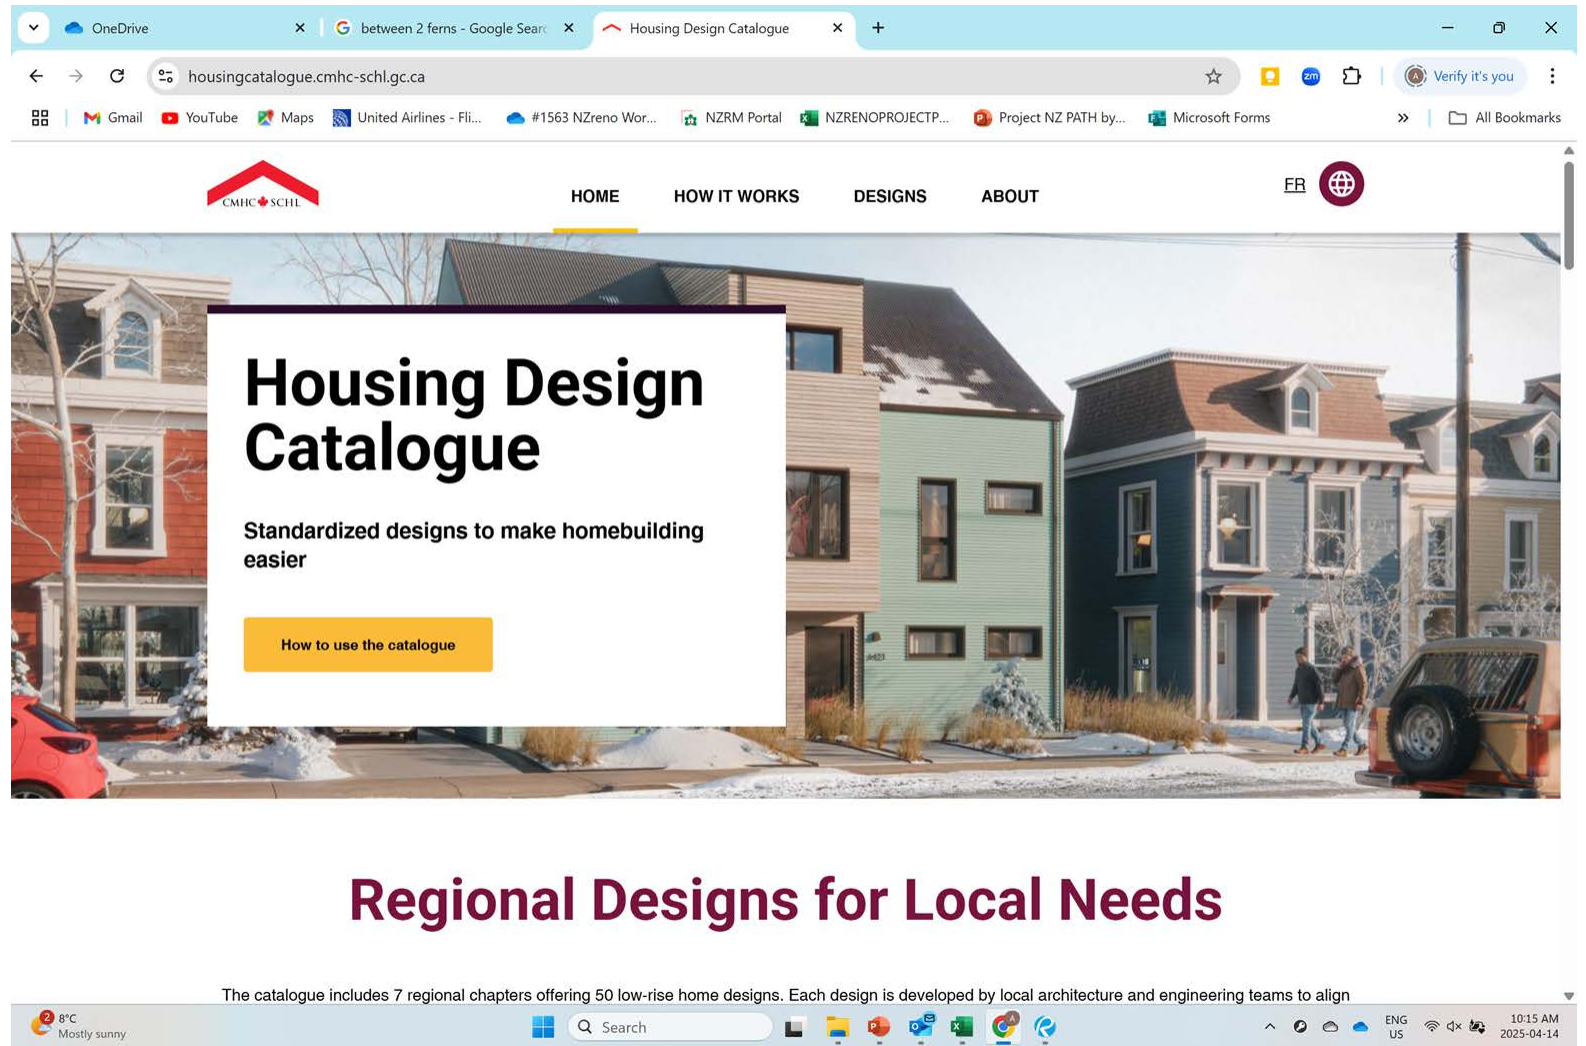 OneDrive
between 2 ferns - Google Searc
Housing Design Catalogue
housingcatalogue.cmhc-schl.gc.ca
zm
A
Verify it's you
Gmail
YouTube
Maps
United Airlines - Fli...
#1563 NZreno Wor...
NZRM Portal
NZRENOPROJECTP...
Project NZ PATH by...
Microsoft Forms
»
All Bookmarks
CMHC SCHL
HOME
HOW IT WORKS
DESIGNS
ABOUT
FR
Housing Design
Catalogue
Standardized designs to make homebuilding
easier
How to use the catalogue
Regional Designs for Local Needs
The catalogue includes 7 regional chapters offering 50 low-rise home designs. Each design is developed by local architecture and engineering teams to align
2
8°C
Mostly sunny
Search
ENG
US
10:15 AM
2025-04-14